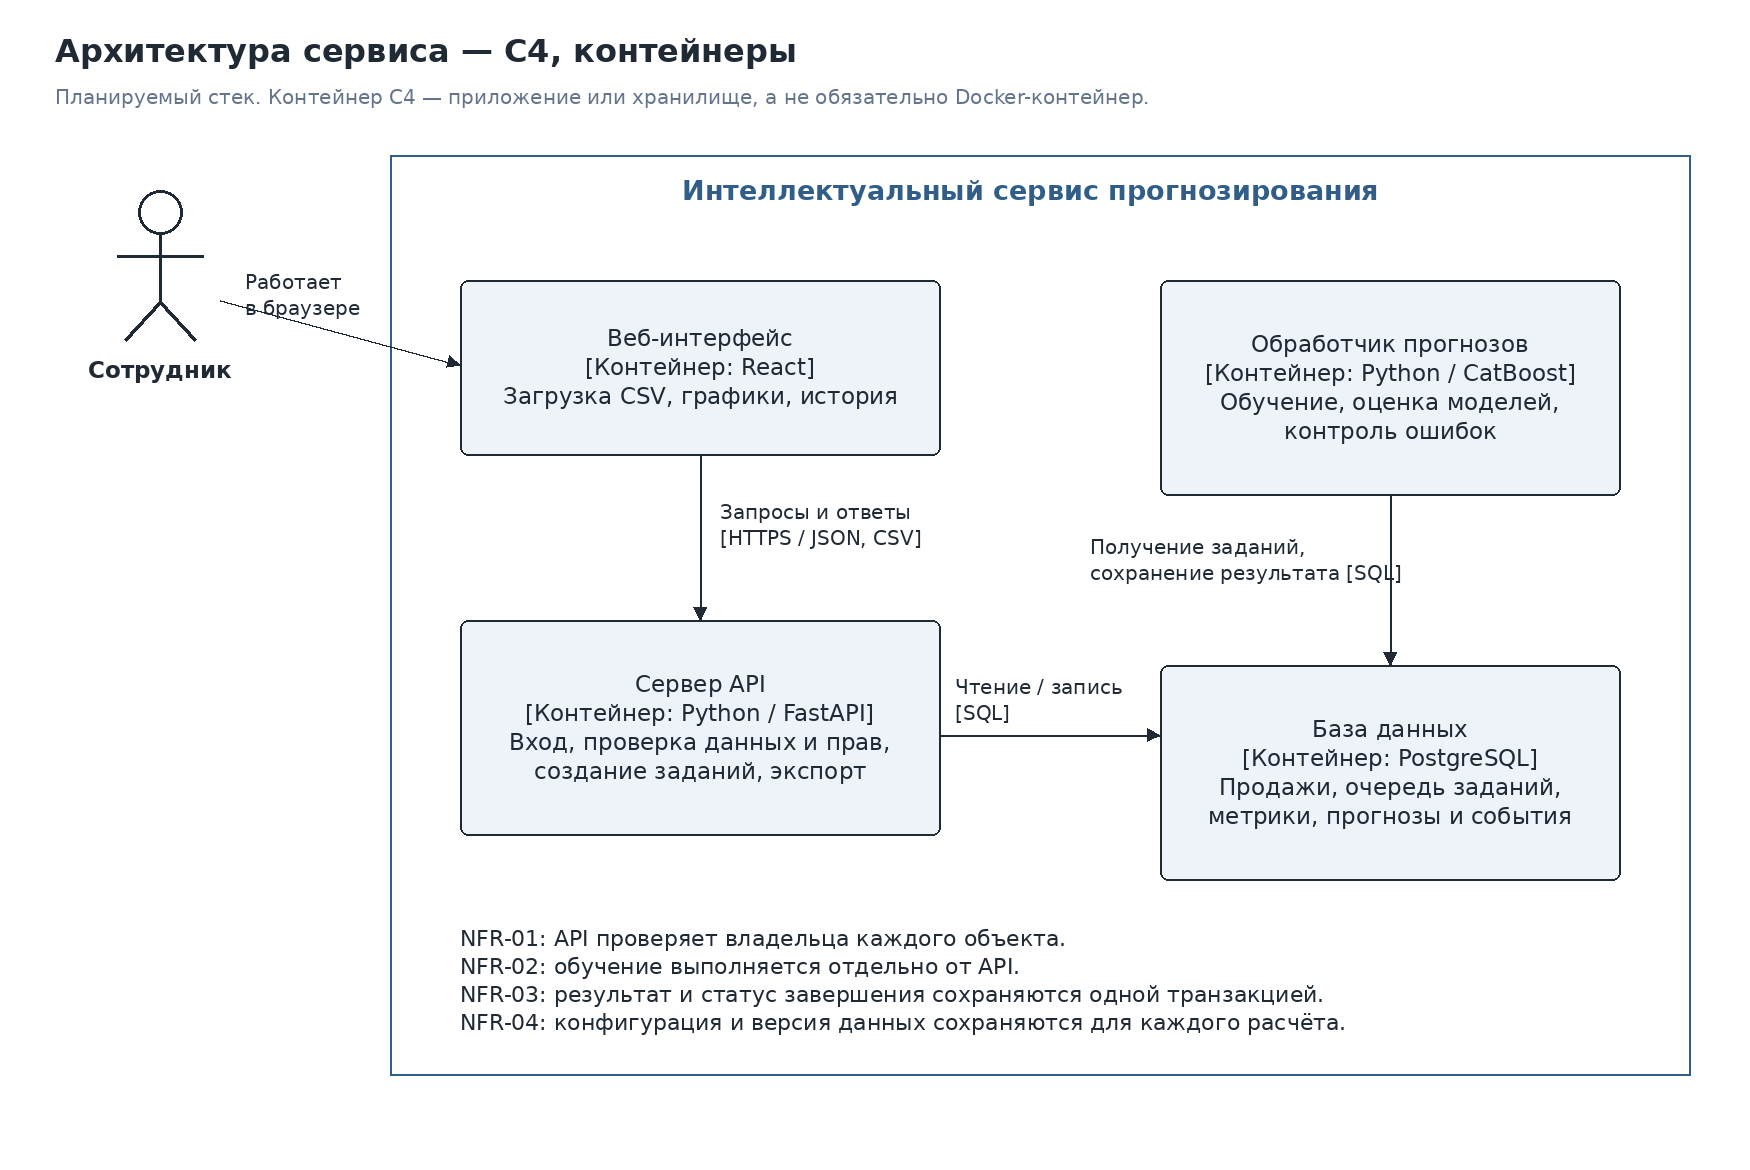 Архитектура сервиса — C4, контейнеры
Планируемый стек. Контейнер C4 — приложение или хранилище, а не обязательно Docker-контейнер.
Интеллектуальный сервис прогнозирования
Работает
в браузере
Сотрудник
Веб-интерфейс
[Контейнер: React]
Загрузка CSV, графики, история
Обработчик прогнозов
[Контейнер: Python / CatBoost]
Обучение, оценка моделей,
контроль ошибок
Запросы и ответы
[HTTPS / JSON, CSV]
Получение заданий,
сохранение результата [SQL]
Сервер API
[Контейнер: Python / FastAPI]
Вход, проверка данных и прав,
создание заданий, экспорт
Чтение / запись
[SQL]
База данных
[Контейнер: PostgreSQL]
Продажи, очередь заданий,
метрики, прогнозы и события
NFR-01: API проверяет владельца каждого объекта.
NFR-02: обучение выполняется отдельно от API.
NFR-03: результат и статус завершения сохраняются одной транзакцией.
NFR-04: конфигурация и версия данных сохраняются для каждого расчёта.